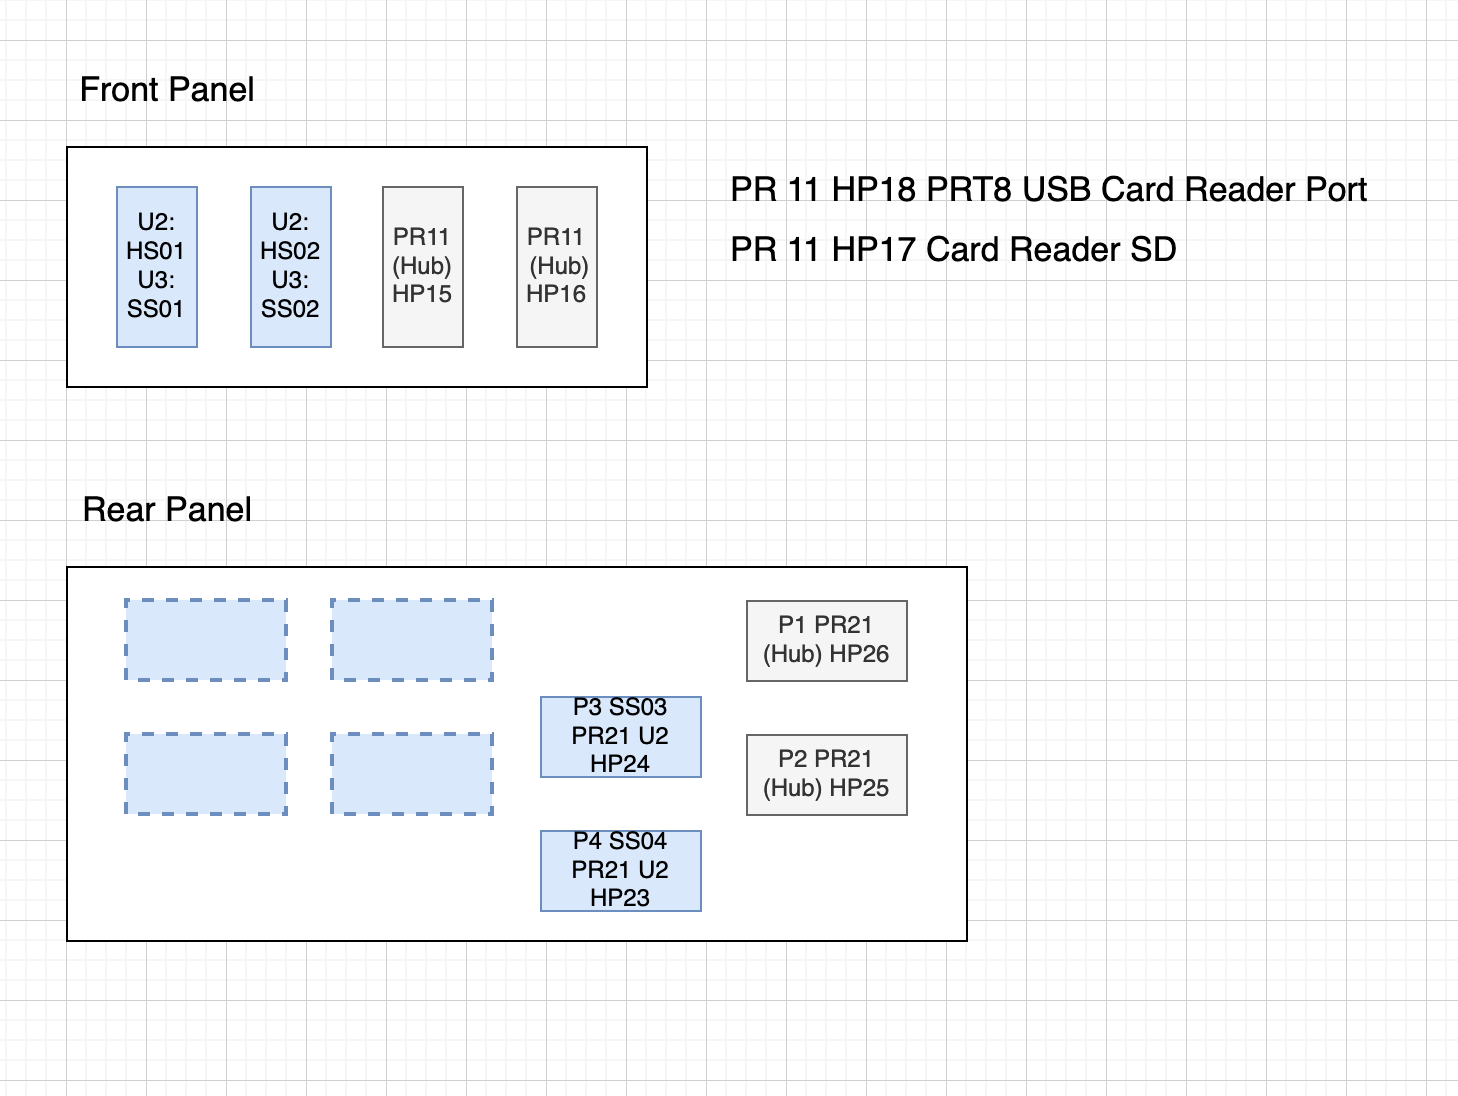 Front Panel
U2:
HS01
U3:
SS01
U2:
HS02
U3:
SS02
PR11
(Hub)
HP15
PR11
(Hub)
HP16
PR 11 HP18 PRT8 USB Card Reader Port
PR 11 HP17 Card Reader SD
Rear Panel
P1 PR21
(Hub) HP26
P3 SS03
PR21 U2
HP24
P2 PR21
(Hub) HP25
P4 SS04
PR21 U2
HP23